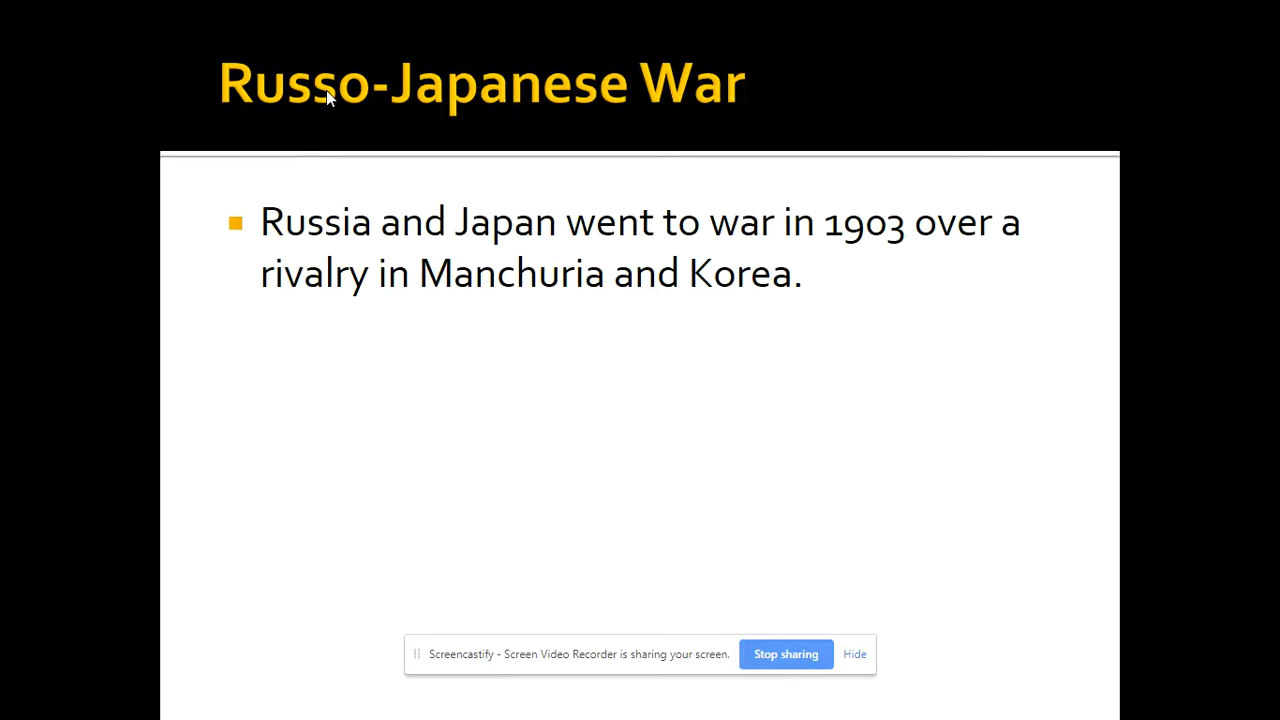 Russo-Japanese War
Russia and Japan went to war in 1903 over a
rivalry in Manchuria and Korea.
Screencastify - Screen Video Recorder is sharing your screen. Stop sharing Hide